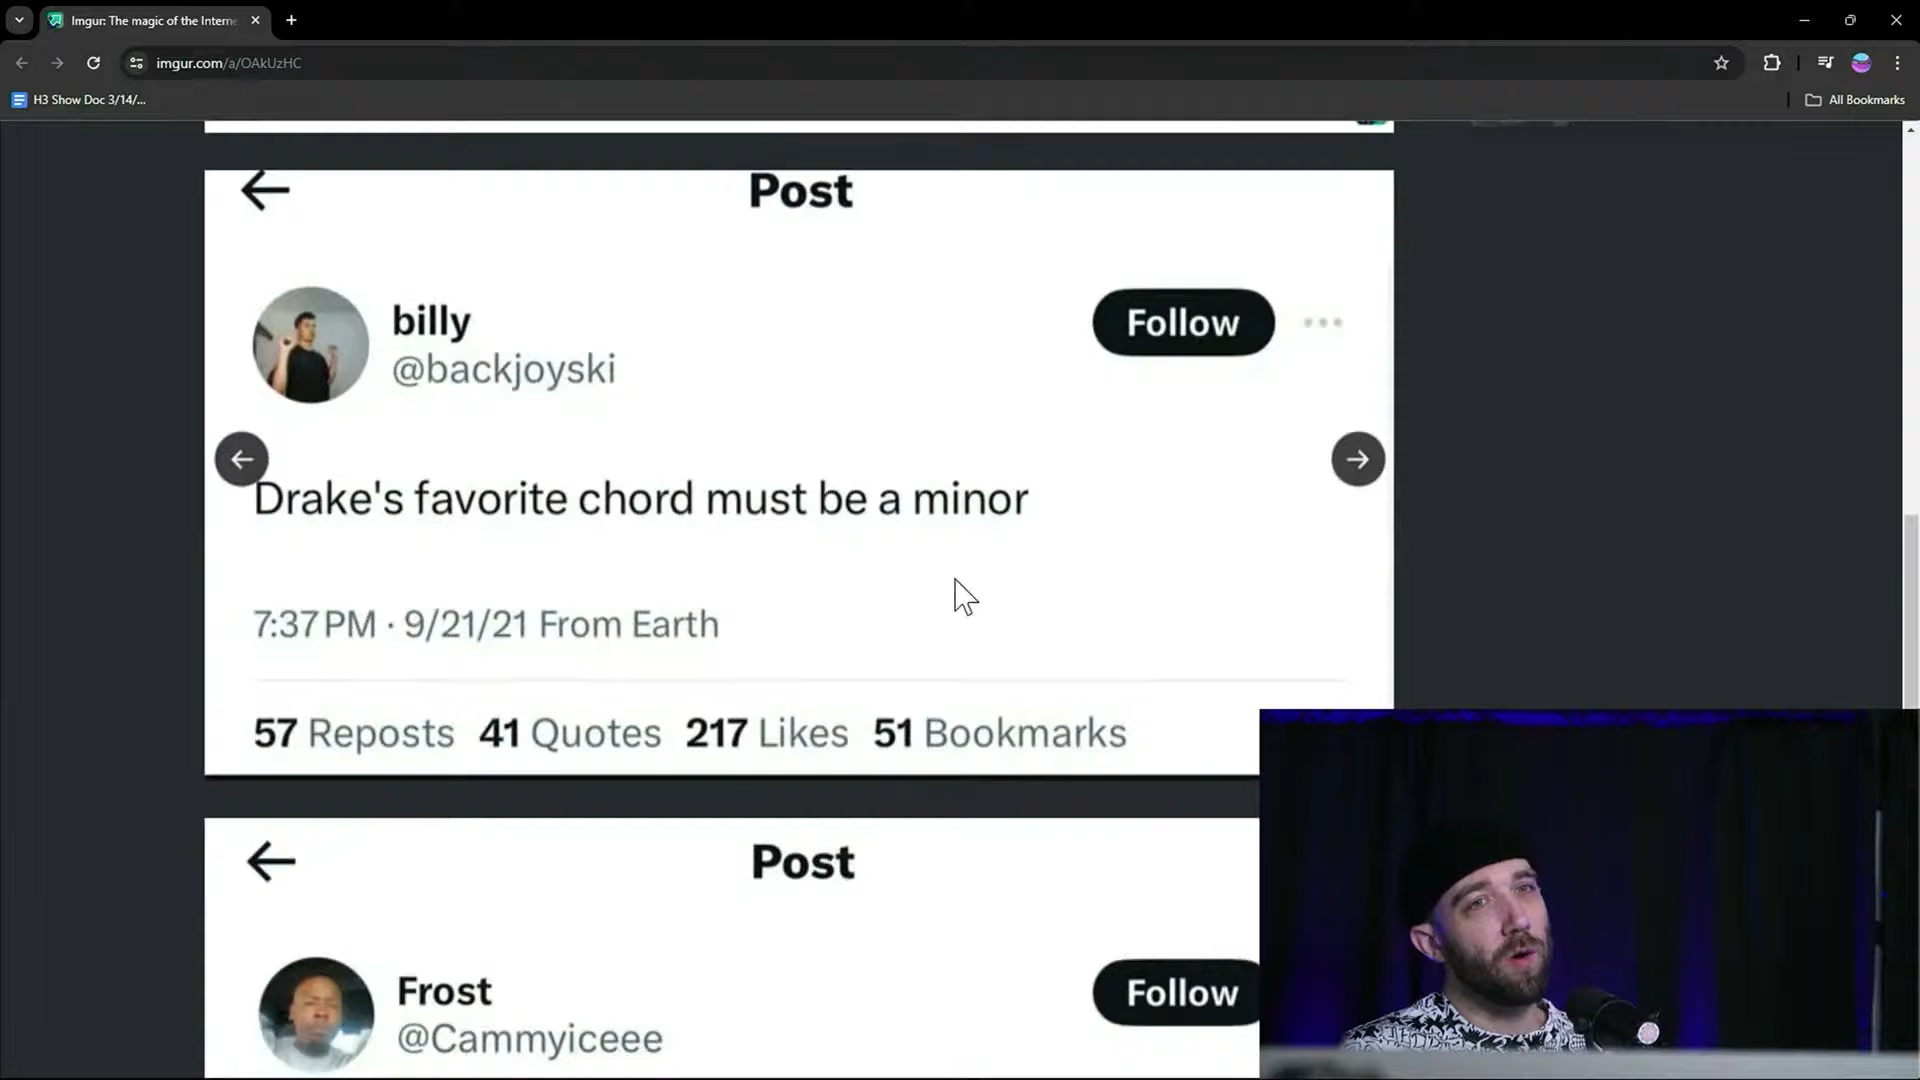 Imgur: The magic of the Interne
imgur.com/a/OAkUzHC
H3 Show Doc 3/14/...
All Bookmarks
Post
billy
@backjoyski
Follow
Drake's favorite chord must be a minor
7:37 PM · 9/21/21 From Earth
57 Reposts 41 Quotes 217 Likes 51 Bookmarks
Post
Frost
@Cammyiceee
Follow